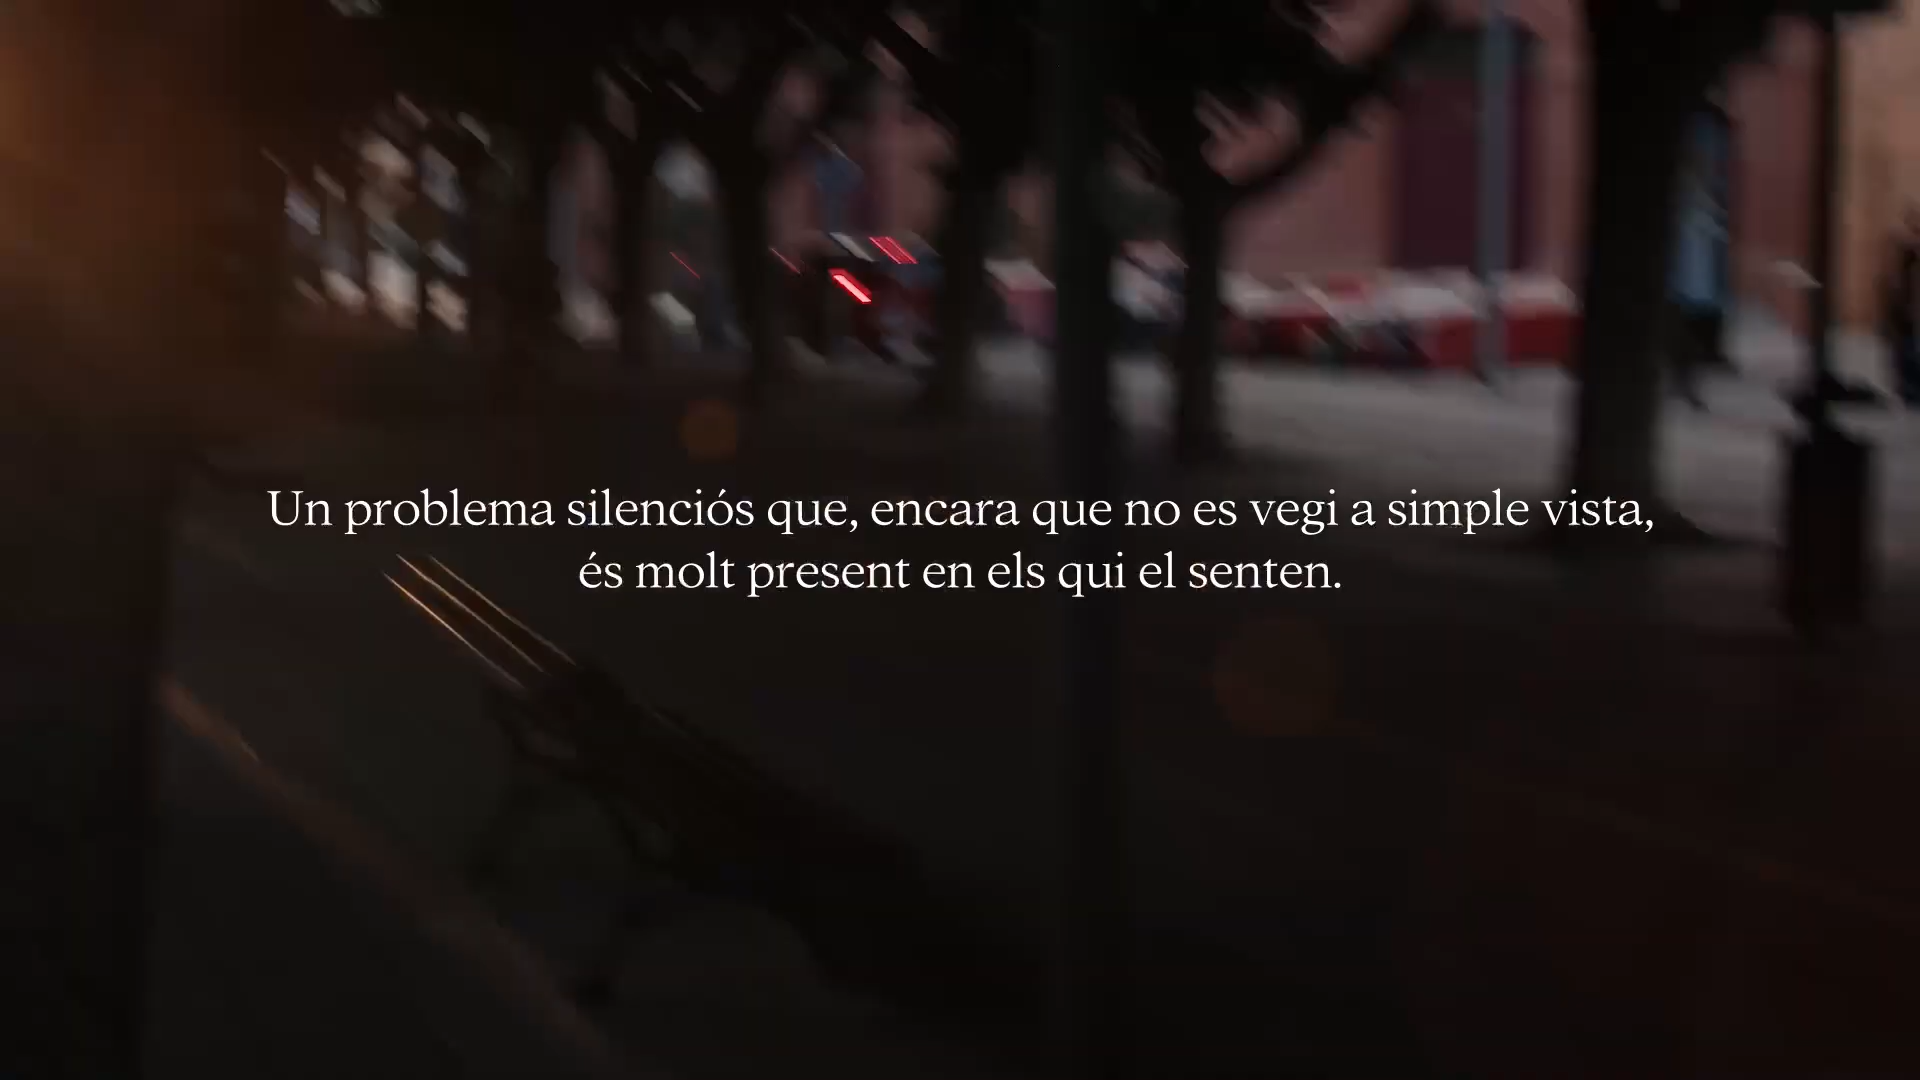 Un problema silenciós que, encara que no es vegi a simple vista,
és molt present en els qui el senten.